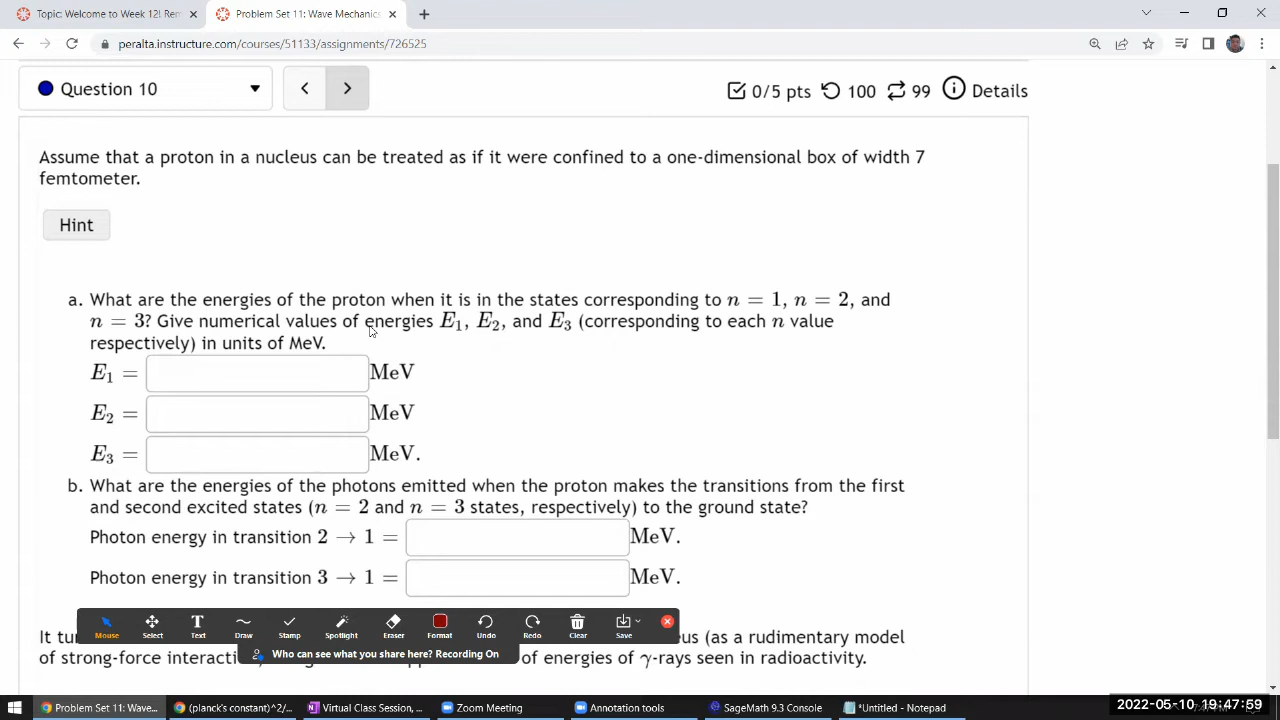 Topic: Welcome to Week 12! Rem
Problem Set 11: Wave Mechanics
peralta.instructure.com/courses/51133/assignments/726525
Question 10
0/5 pts 100 99 Details
Assume that a proton in a nucleus can be treated as if it were confined to a one-dimensional box of width 7
femtometer.
Hint
a. What are the energies of the proton when it is in the states corresponding to n = 1, n = 2, and
n = 3? Give numerical values of energies E₁, E₂, and E₃ (corresponding to each n value
respectively) in units of MeV.
E₁ = MeV
E₂ = MeV
E₃ = MeV.
b. What are the energies of the photons emitted when the proton makes the transitions from the first
and second excited states (n = 2 and n = 3 states, respectively) to the ground state?
Photon energy in transition 2 → 1 = MeV.
Photon energy in transition 3 → 1 = MeV.
Mouse Select Text Draw Stamp Spotlight Eraser Format Undo Redo Clear Save
It tu eus (as a rudimentary model
Who can see what you share here? Recording On
of strong-force interacti of energies of γ-rays seen in radioactivity.
Problem Set 11: Wave... (planck's constant)^2/... Virtual Class Session, ... Zoom Meeting Annotation tools SageMath 9.3 Console *Untitled - Notepad
2022-05-10 19:47:59